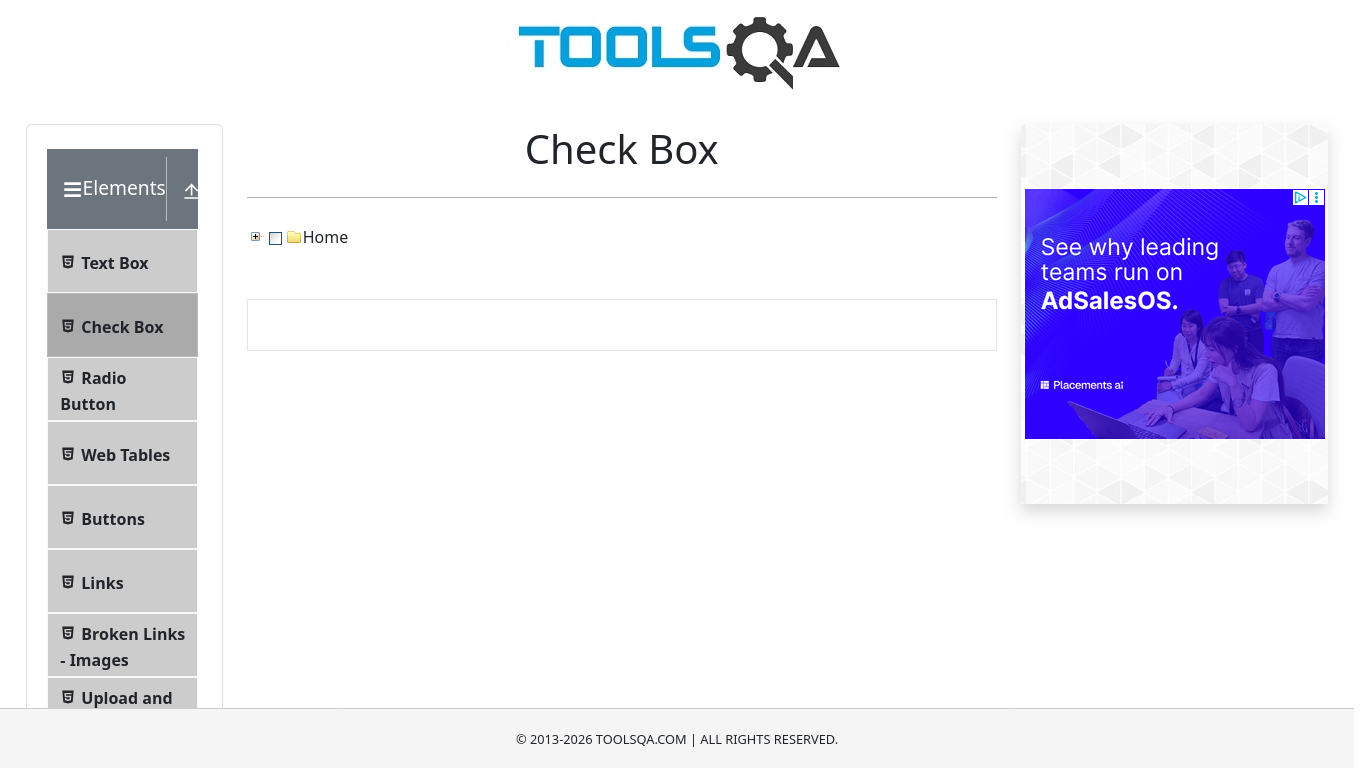 TOOLSQA
Elements
Text Box
Check Box
Radio
Button
Web Tables
Buttons
Links
Broken Links
- Images
Upload and
Check Box
Home
See why leading
teams run on
AdSalesOS.
Placements ai
© 2013-2026 TOOLSQA.COM | ALL RIGHTS RESERVED.